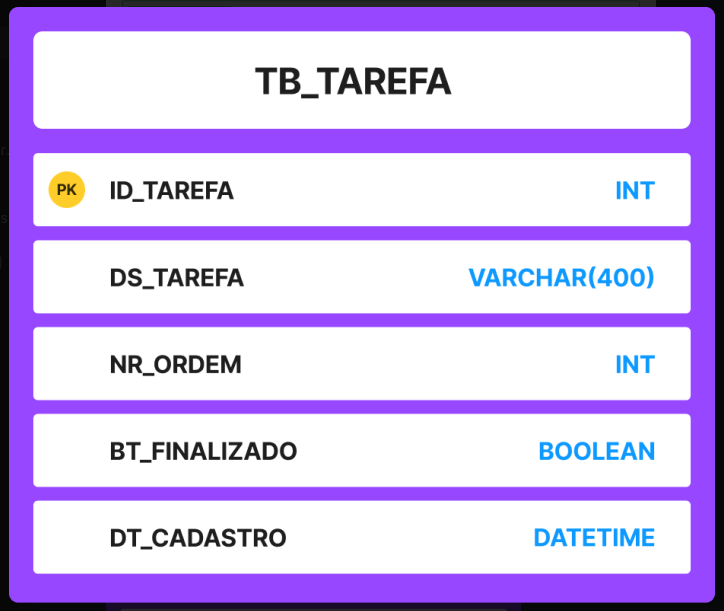 TB_TAREFA
PK ID_TAREFA INT
DS_TAREFA VARCHAR(400)
NR_ORDEM INT
BT_FINALIZADO BOOLEAN
DT_CADASTRO DATETIME